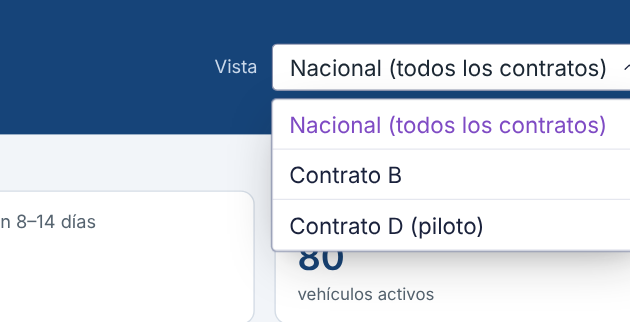 Vista
Nacional (todos los contratos)
Nacional (todos los contratos)
Contrato B
Contrato D (piloto)
n 8–14 días
80
vehículos activos